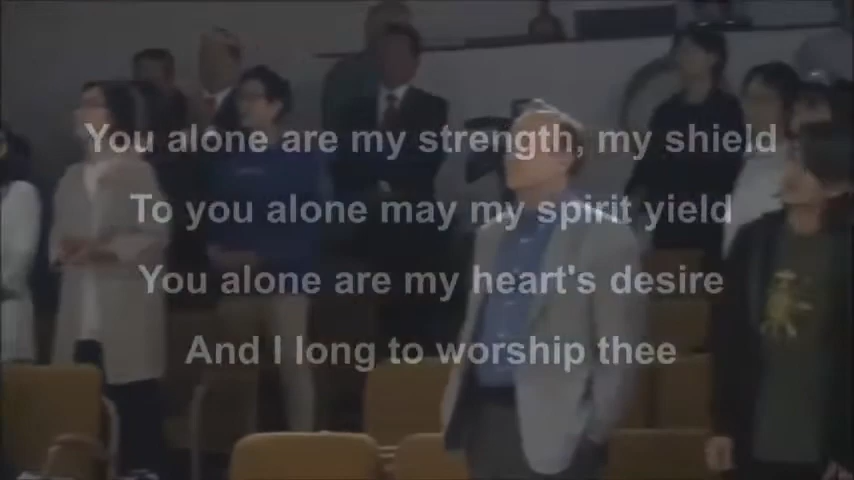 You alone are my strength, my shield
To you alone may my spirit yield
You alone are my heart's desire
And I long to worship thee